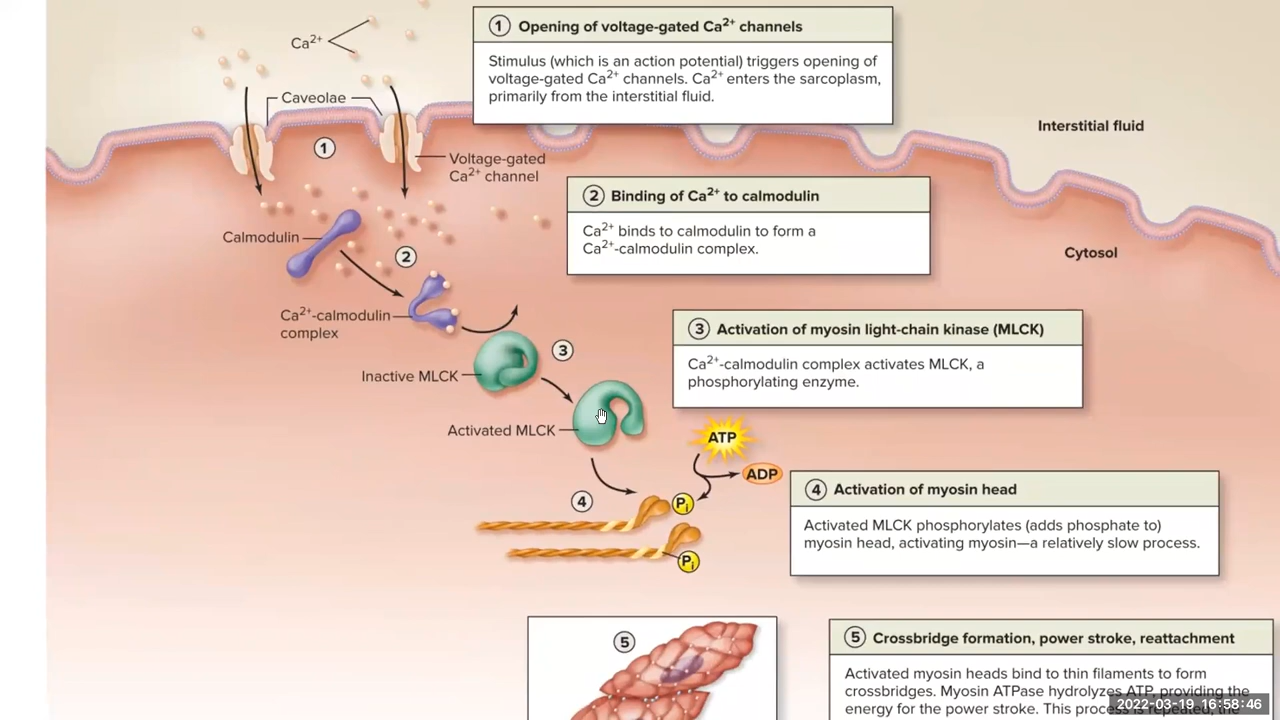 Ca²⁺
① Opening of voltage-gated Ca²⁺ channels
Stimulus (which is an action potential) triggers opening of
voltage-gated Ca²⁺ channels. Ca²⁺ enters the sarcoplasm,
primarily from the interstitial fluid.
Caveolae
Interstitial fluid
①
Voltage-gated
Ca²⁺ channel
② Binding of Ca²⁺ to calmodulin
Ca²⁺ binds to calmodulin to form a
Ca²⁺-calmodulin complex.
Calmodulin
②
Cytosol
Ca²⁺-calmodulin
complex
③ Activation of myosin light-chain kinase (MLCK)
Ca²⁺-calmodulin complex activates MLCK, a
phosphorylating enzyme.
③
Inactive MLCK
Activated MLCK
ATP
ADP
④
Pᵢ
Pᵢ
④ Activation of myosin head
Activated MLCK phosphorylates (adds phosphate to)
myosin head, activating myosin—a relatively slow process.
⑤
⑤ Crossbridge formation, power stroke, reattachment
Activated myosin heads bind to thin filaments to form
crossbridges. Myosin ATPase hydrolyzes ATP, providing the
energy for the power stroke. This process is repeated, the
2022-03-19 16:58:46